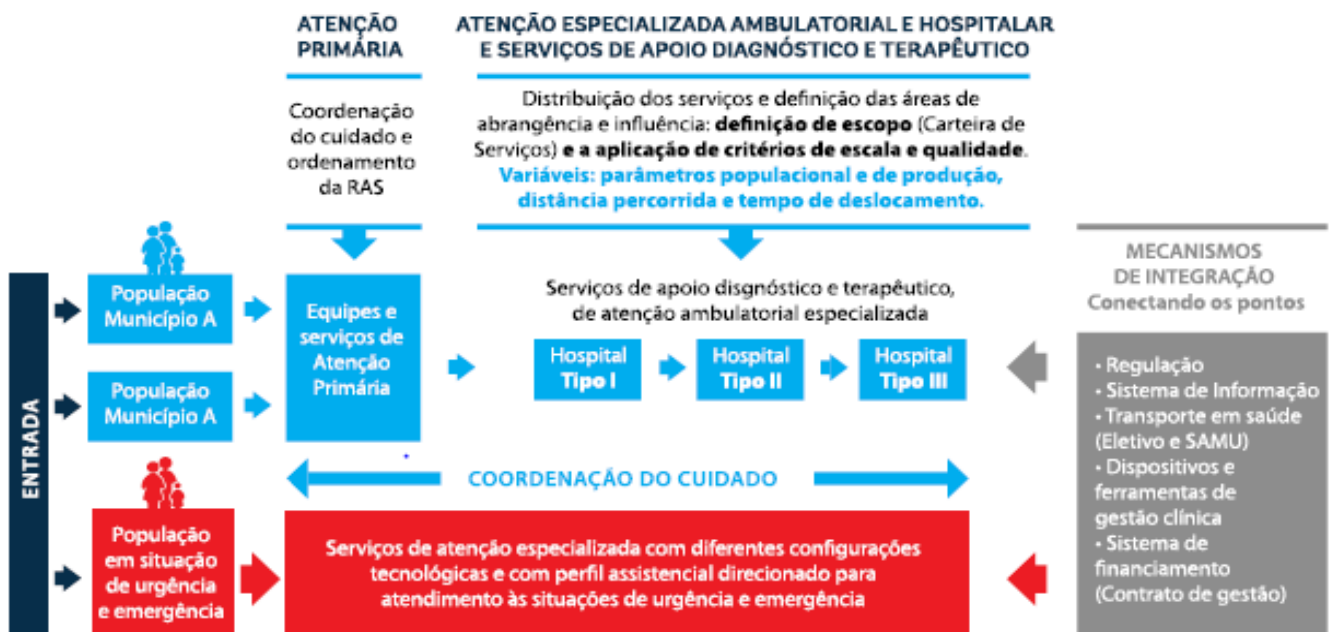 ATENÇÃO
PRIMÁRIA
ATENÇÃO ESPECIALIZADA AMBULATORIAL E HOSPITALAR
E SERVIÇOS DE APOIO DIAGNÓSTICO E TERAPÊUTICO
Coordenação
do cuidado e
ordenamento
da RAS
Distribuição dos serviços e definição das áreas de
abrangência e influência: definição de escopo (Carteira de
Serviços) e a aplicação de critérios de escala e qualidade.
Variáveis: parâmetros populacional e de produção,
distância percorrida e tempo de deslocamento.
ENTRADA
População
Município A
População
Município A
População
em situação
de urgência
e emergência
Equipes e
serviços de
Atenção
Primária
Serviços de apoio disgnóstico e terapêutico,
de atenção ambulatorial especializada
Hospital
Tipo I
Hospital
Tipo II
Hospital
Tipo III
COORDENAÇÃO DO CUIDADO
Serviços de atenção especializada com diferentes configurações
tecnológicas e com perfil assistencial direcionado para
atendimento às situações de urgência e emergência
MECANISMOS
DE INTEGRAÇÃO
Conectando os pontos
• Regulação
• Sistema de Informação
• Transporte em saúde
(Eletivo e SAMU)
• Dispositivos e
ferramentas de
gestão clínica
• Sistema de
financiamento
(Contrato de gestão)